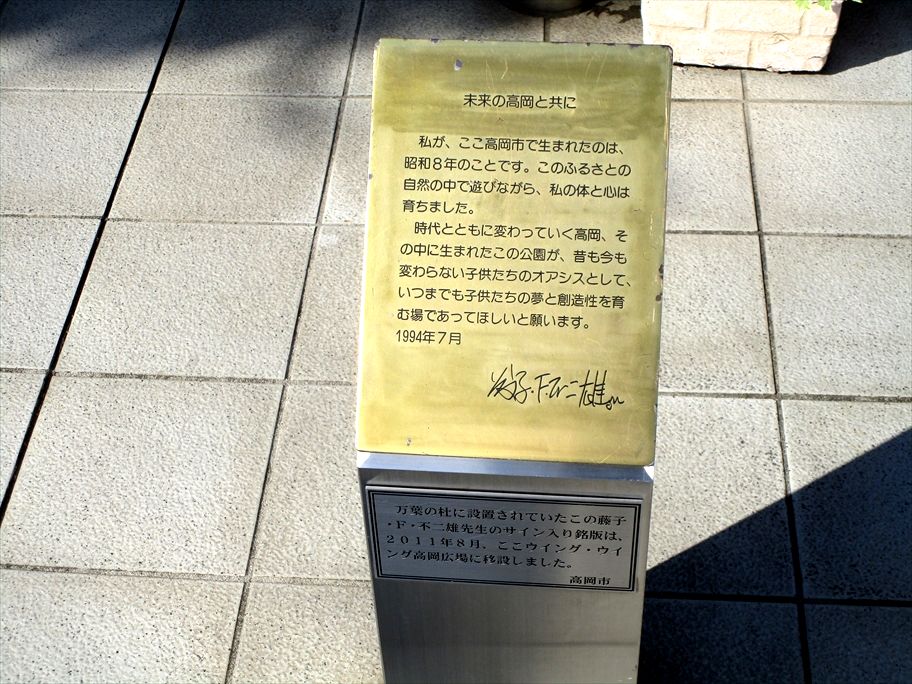 未来の高岡と共に
私が、ここ高岡市で生まれたのは、
昭和8年のことです。このふるさとの
自然の中で遊びながら、私の体と心は
育ちました。
時代とともに変わっていく高岡、そ
の中に生まれたこの公園が、昔も今も
変わらない子供たちのオアシスとして、
いつまでも子供たちの夢と創造性を育
む場であってほしいと願います。
1994年7月
藤子・F・不二雄
万葉の杜に設置されていたこの藤子
・F・不二雄先生のサイン入り銘版は、
2011年8月、ここウイング・ウイ
ング高岡広場に移設しました。
高岡市